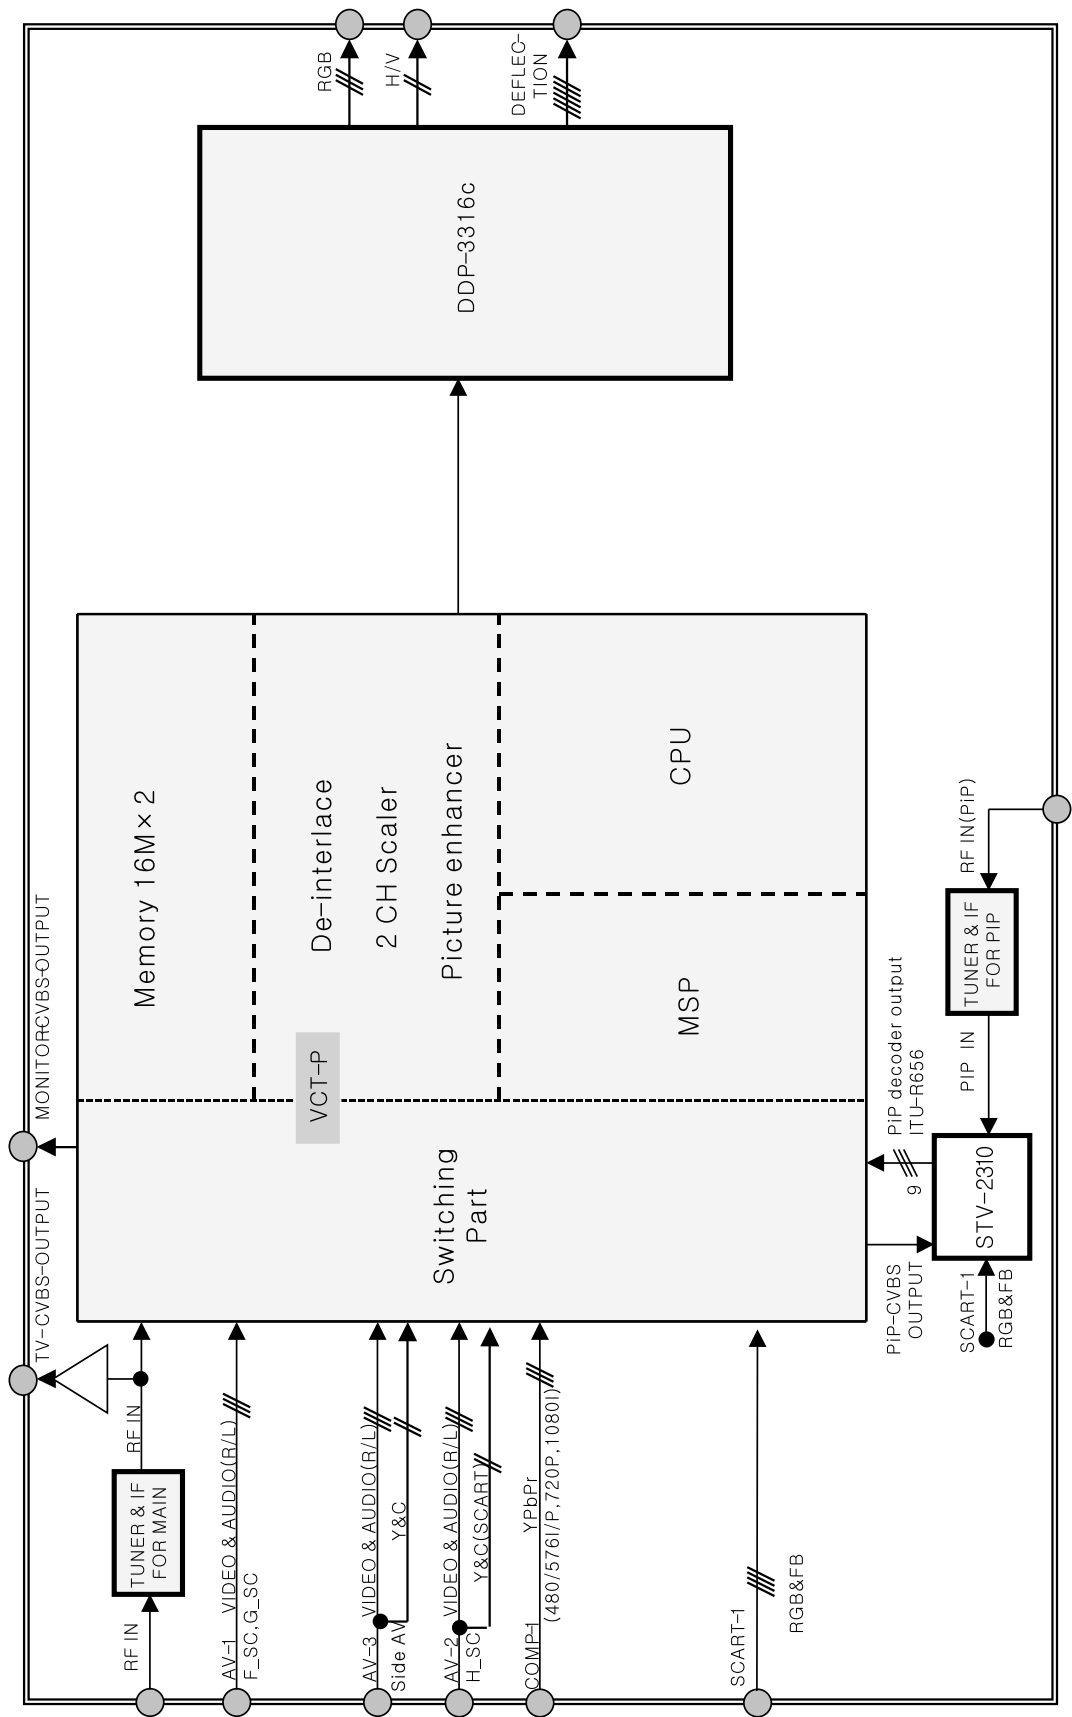 TV-CVBS-OUTPUT
MONITOR-CVBS-OUTPUT
RF IN
TUNER & IF
FOR MAIN
RF IN
AV-1 VIDEO & AUDIO(R/L)
F_SC,G_SC
AV-3 VIDEO & AUDIO(R/L)
Side AV
Y&C
AV-2 VIDEO & AUDIO(R/L)
H_SC
Y&C(SCART)
COMP-1 YPbPr
(480/576I/P,720P,1080I)
SCART-1
RGB&FB
Switching
Part
VCT-P
Memory 16M×2
De-interlace
2 CH Scaler
Picture enhancer
MSP
CPU
DDP-3316c
RGB
H/V
DEFLEC-
TION
PiP-CVBS
OUTPUT
9
PiP decoder output
ITU-R656
SCART-1
RGB&FB
STV-2310
PIP IN
TUNER & IF
FOR PIP
RF IN(PiP)